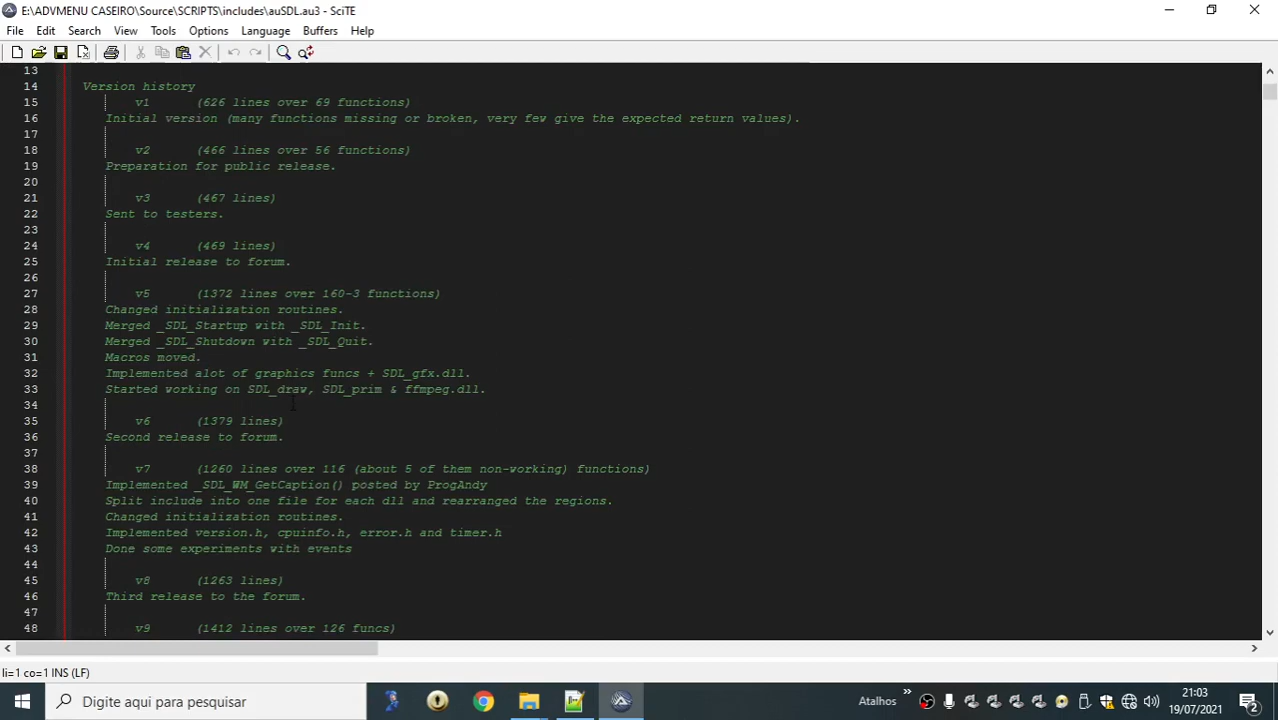 E:\ADVMENU CASEIRO\Source\SCRIPTS\includes\auSDL.au3 - SciTE
File Edit Search View Tools Options Language Buffers Help
13
14 Version history
15 v1 (626 lines over 69 functions)
16 Initial version (many functions missing or broken, very few give the expected return values).
17
18 v2 (466 lines over 56 functions)
19 Preparation for public release.
20
21 v3 (467 lines)
22 Sent to testers.
23
24 v4 (469 lines)
25 Initial release to forum.
26
27 v5 (1372 lines over 160-3 functions)
28 Changed initialization routines.
29 Merged _SDL_Startup with _SDL_Init.
30 Merged _SDL_Shutdown with _SDL_Quit.
31 Macros moved.
32 Implemented alot of graphics funcs + SDL_gfx.dll.
33 Started working on SDL_draw, SDL_prim & ffmpeg.dll.
34
35 v6 (1379 lines)
36 Second release to forum.
37
38 v7 (1260 lines over 116 (about 5 of them non-working) functions)
39 Implemented _SDL_WM_GetCaption() posted by ProgAndy
40 Split include into one file for each dll and rearranged the regions.
41 Changed initialization routines.
42 Implemented version.h, cpuinfo.h, error.h and timer.h
43 Done some experiments with events
44
45 v8 (1263 lines)
46 Third release to the forum.
47
48 v9 (1412 lines over 126 funcs)
li=1 co=1 INS (LF)
Digite aqui para pesquisar
Atalhos
21:03
19/07/2021
2